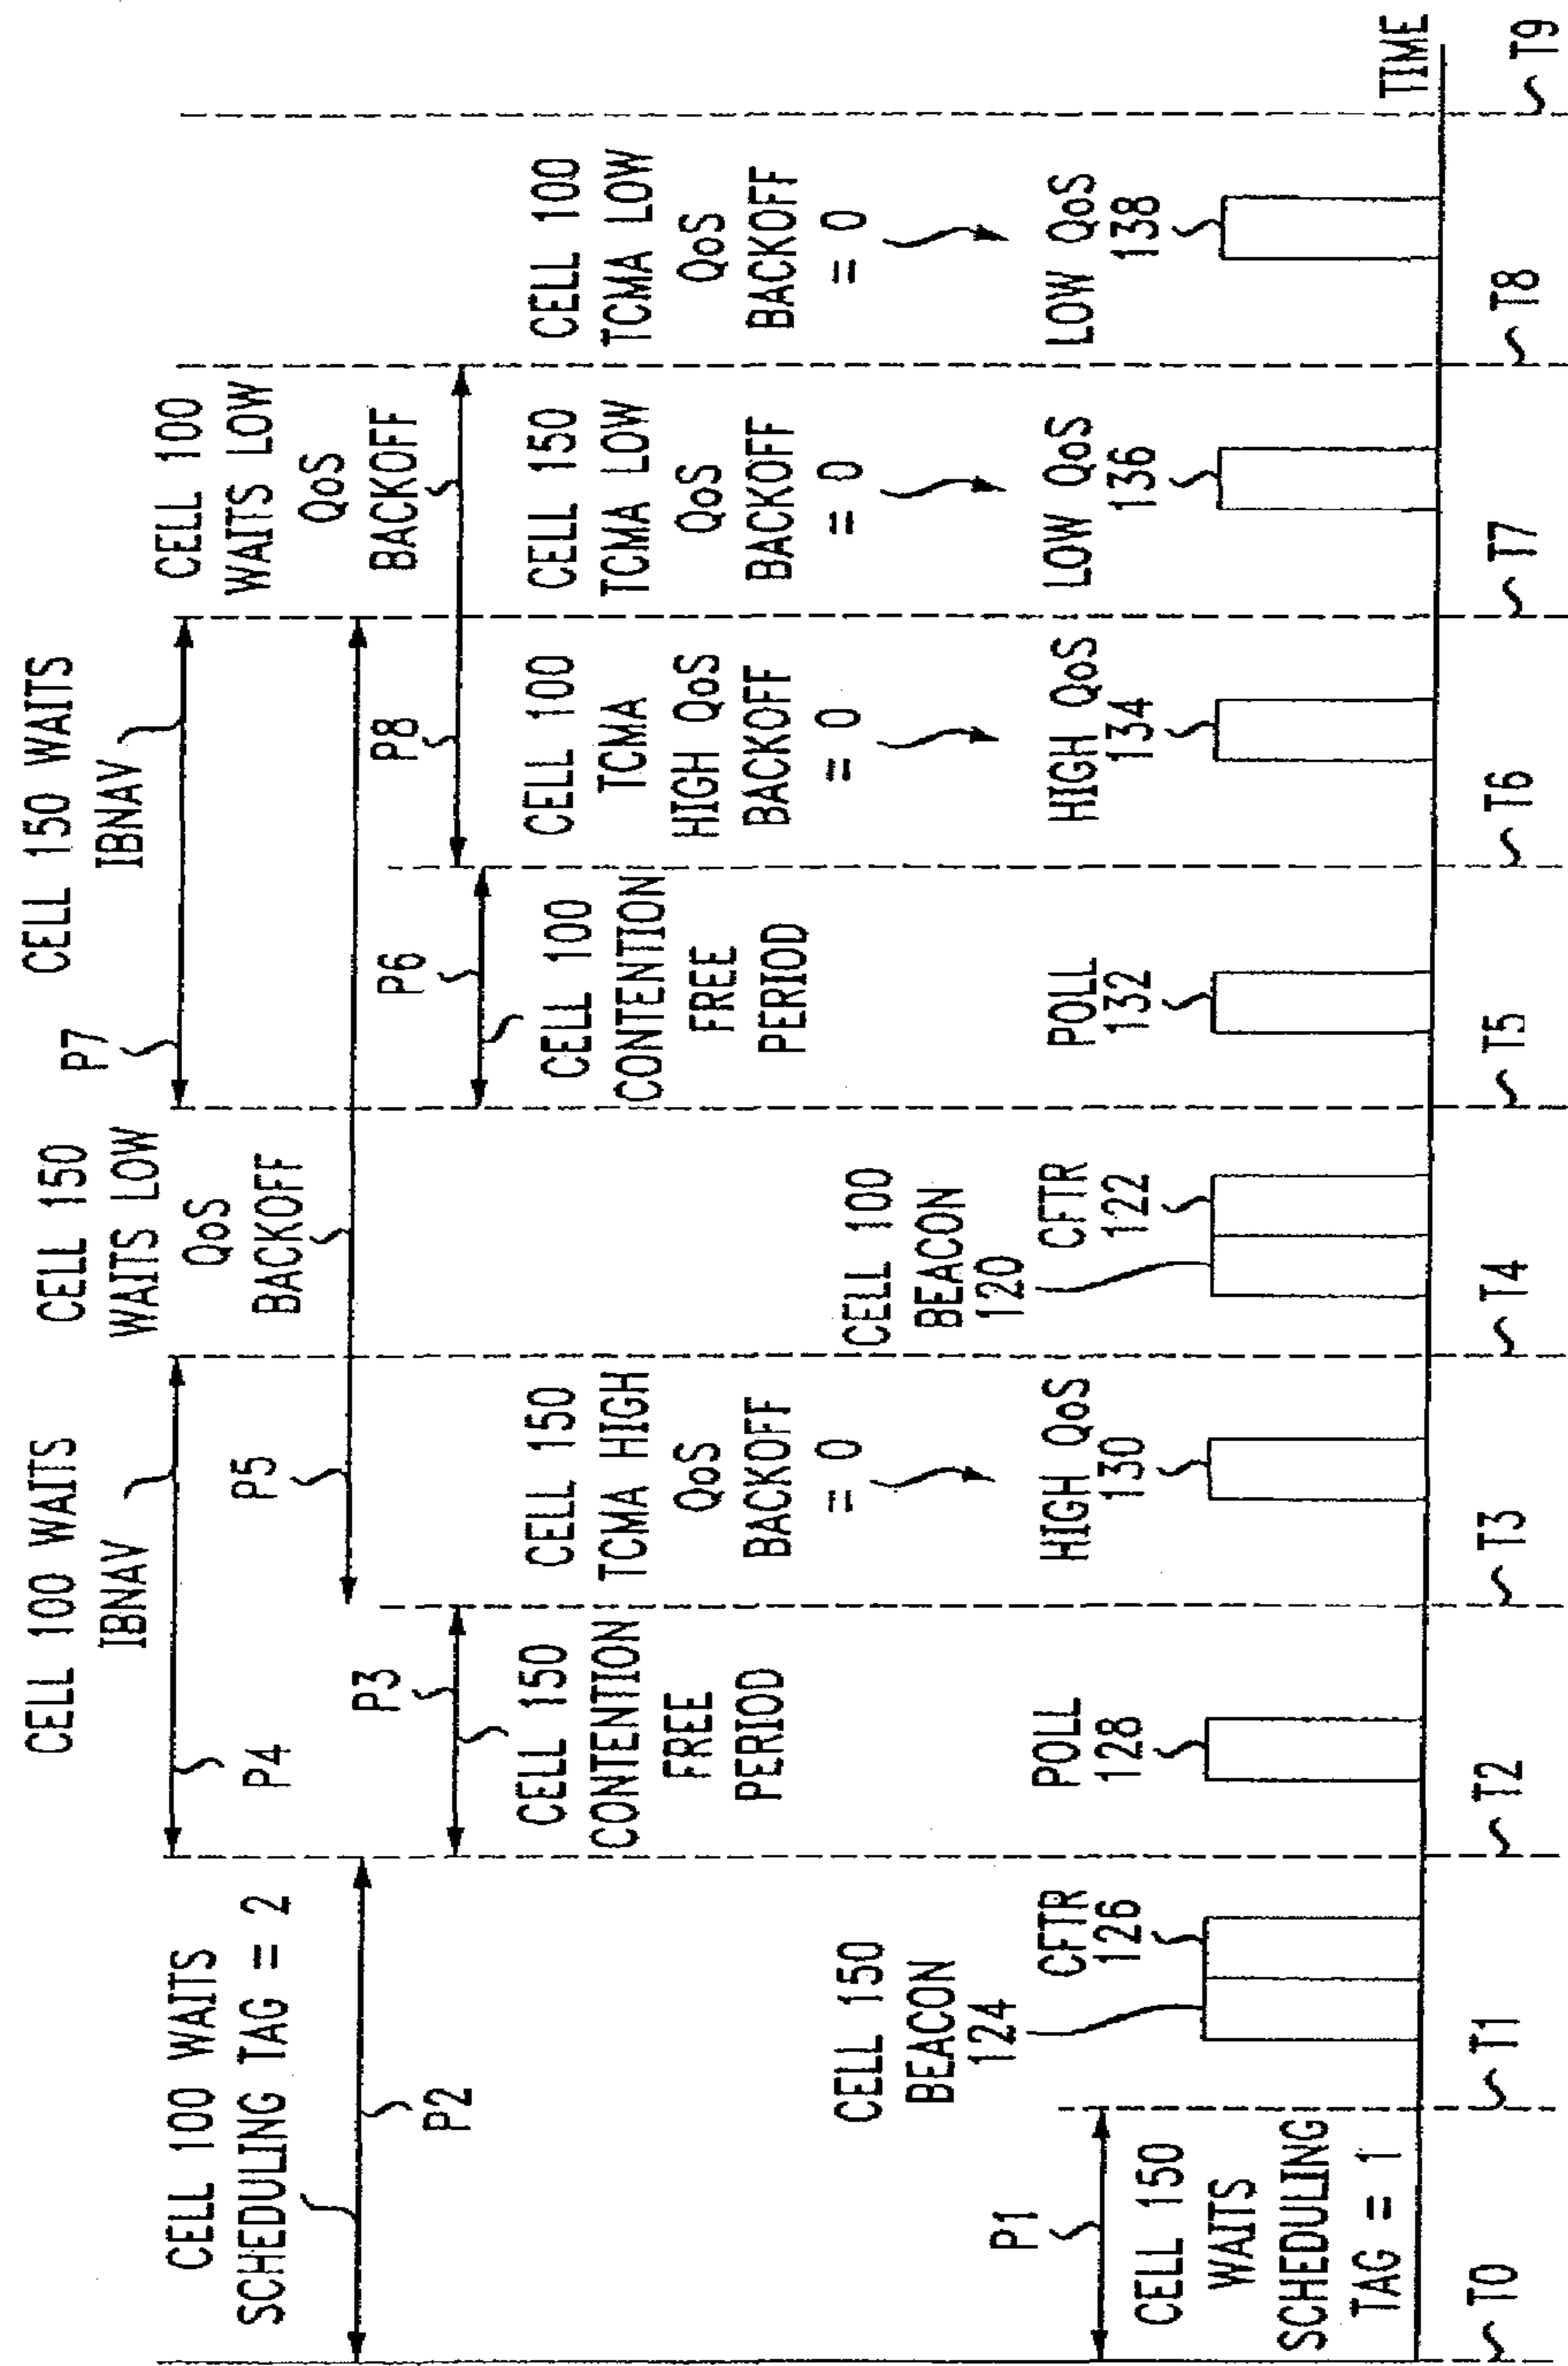 CELL 100 WAITS
SCHEDULING TAG = 2
P2
P1
CELL 150
WAITS
SCHEDULING
TAG = 1
CELL 150
BEACON
124
CFTR
126
CELL 100 WAITS
IBNAV
P4
P3
CELL 150
CONTENTION
FREE
PERIOD
POLL
128
P5
CELL 150
TCMA HIGH
QoS
BACKOFF
= 0
HIGH QoS
130
CELL 150
WAITS LOW
QoS
BACKOFF
CELL 100
BEACON
120
CFTR
122
P7
CELL 150 WAITS
IBNAV
P6
CELL 100
CONTENTION
FREE
PERIOD
POLL
132
P8
CELL 100
TCMA
HIGH QoS
BACKOFF
= 0
HIGH QoS
134
CELL 100
WAITS LOW
QoS
BACKOFF
CELL 150
TCMA LOW
QoS
BACKOFF
= 0
LOW QoS
136
CELL 100
TCMA LOW
QoS
BACKOFF
= 0
LOW QoS
138
TIME
T0
T1
T2
T3
T4
T5
T6
T7
T8
T9